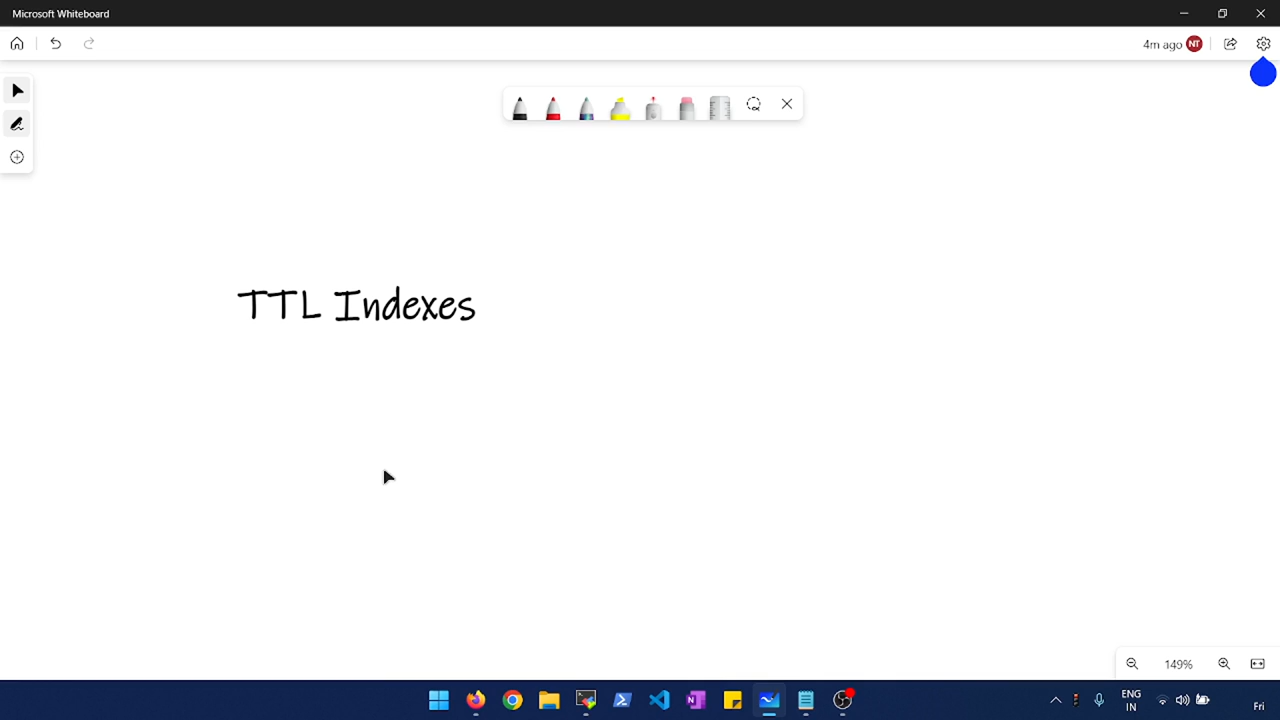 Microsoft Whiteboard
4m ago NT
TTL Indexes
149%
ENG
IN
Fri